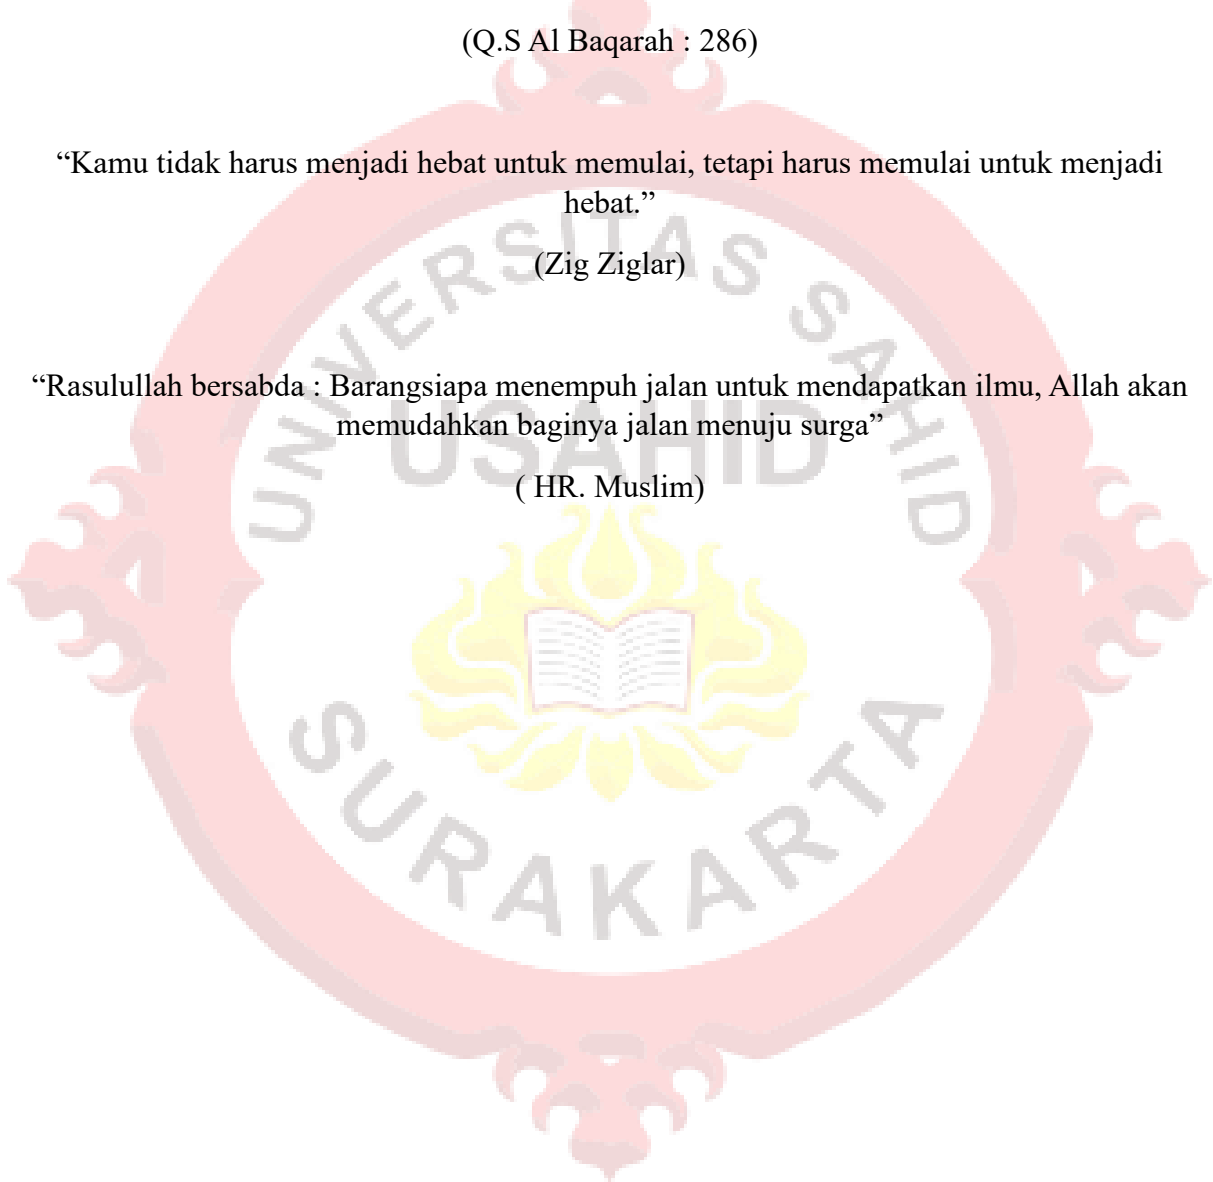 (Q.S Al Baqarah : 286)
“Kamu tidak harus menjadi hebat untuk memulai, tetapi harus memulai untuk menjadi
hebat.”
(Zig Ziglar)
“Rasulullah bersabda : Barangsiapa menempuh jalan untuk mendapatkan ilmu, Allah akan
memudahkan baginya jalan menuju surga”
( HR. Muslim)
UNIVERSITAS SAHID
USAHID
SURAKARTA